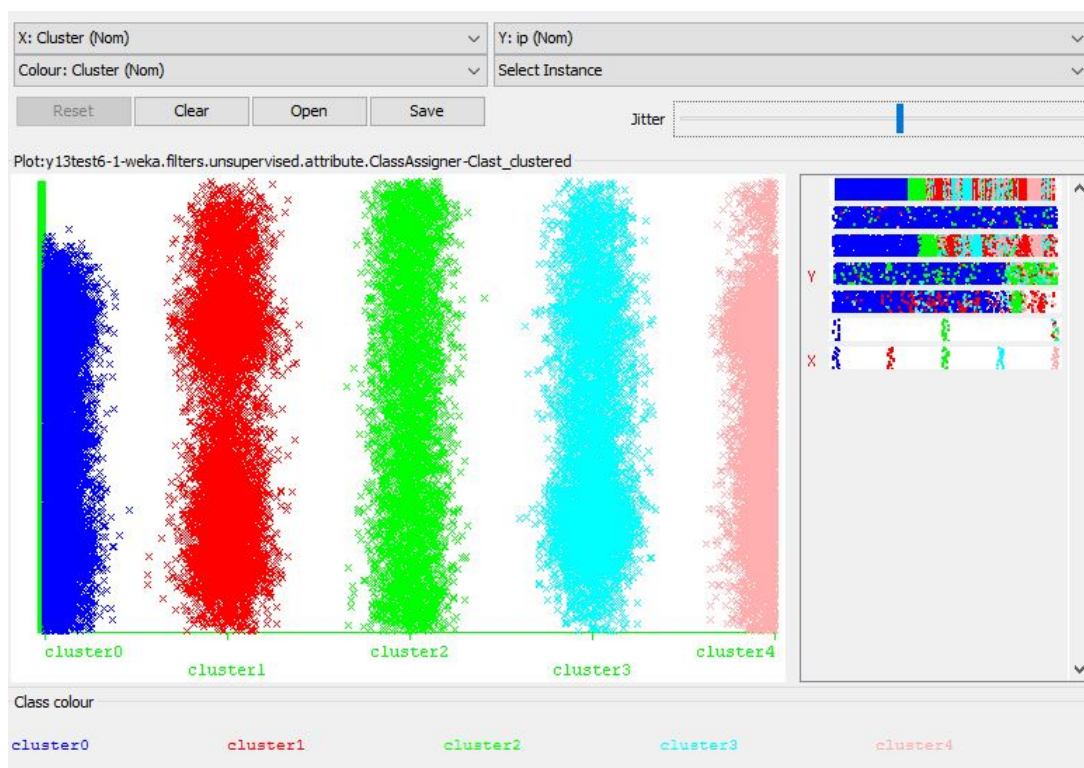 X: Cluster (Nom) Y: ip (Nom)
Colour: Cluster (Nom) Select Instance
Reset Clear Open Save Jitter
Plot:y13test6-1-weka.filters.unsupervised.attribute.ClassAssigner-Clast_clustered
Y
X
cluster0 cluster2 cluster4
cluster1 cluster3
Class colour
cluster0 cluster1 cluster2 cluster3 cluster4